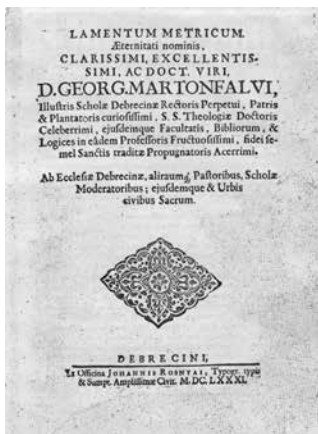 LAMENTUM METRICUM.
Æternitati nominis,
CLARISSIMI, EXCELLENTIS-
SIMI, AC DOCT. VIRI,
D. GEORG. MARTONFALVI,
Illustris Scholæ Debrecinæ Rectoris Perpetui, Patris
& Plantatoris curiosissimi, S. S. Theologiæ Doctoris
Celeberrimi, ejusdemque Facultatis, Bibliorum, &
Logices in eâdem Professoris Fructuosissimi, fidei se-
mel Sanctis traditæ Propugnatoris Acerrimi.
Ab Ecclesiæ Debrecinæ, aliraumq́; Pastoribus, Scholæ
Moderatoribus; ejusdemque & Urbis
civibus Sacrum.
DEBRECINI,
Ex Officina JOHANNIS ROSNYAI, Typogr. typis
& Sumpt. Amplissimæ Civit. M. DC. LXXXI.